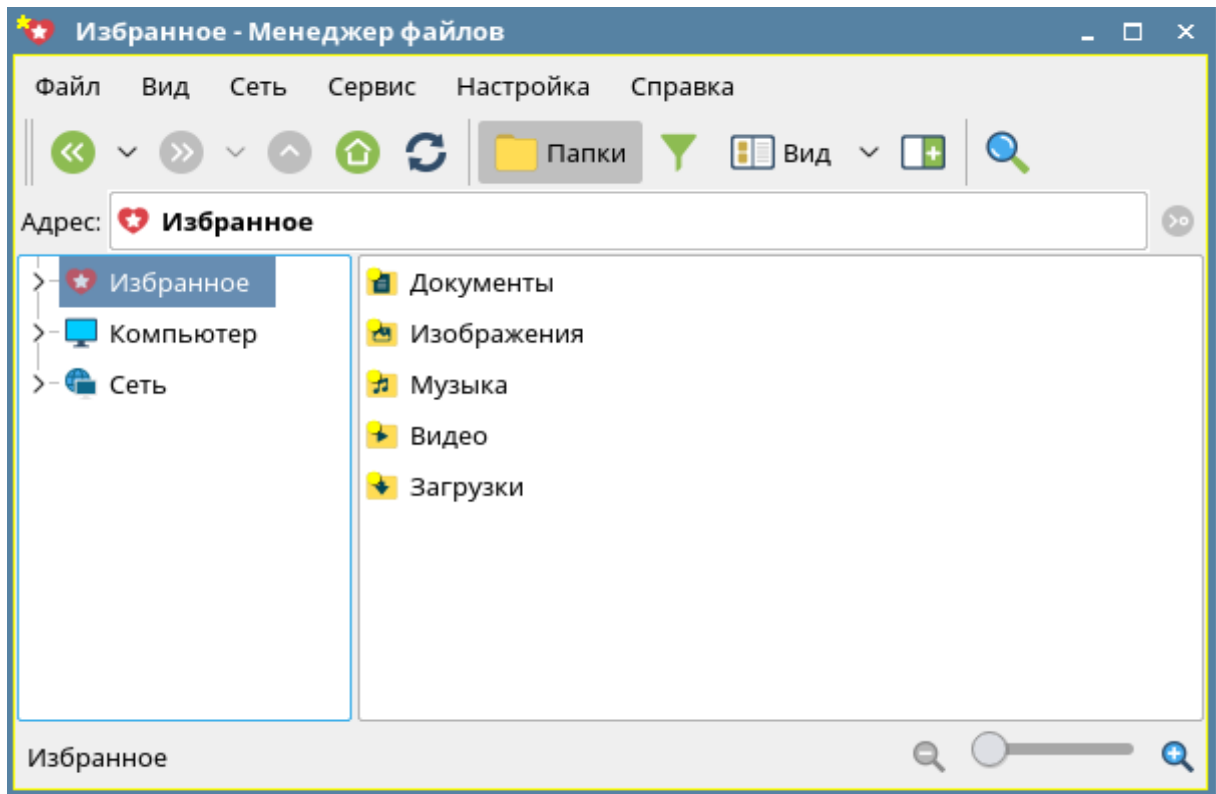 Избранное - Менеджер файлов
Файл Вид Сеть Сервис Настройка Справка
Папки Вид
Адрес: Избранное
Избранное
Компьютер
Сеть
Документы
Изображения
Музыка
Видео
Загрузки
Избранное